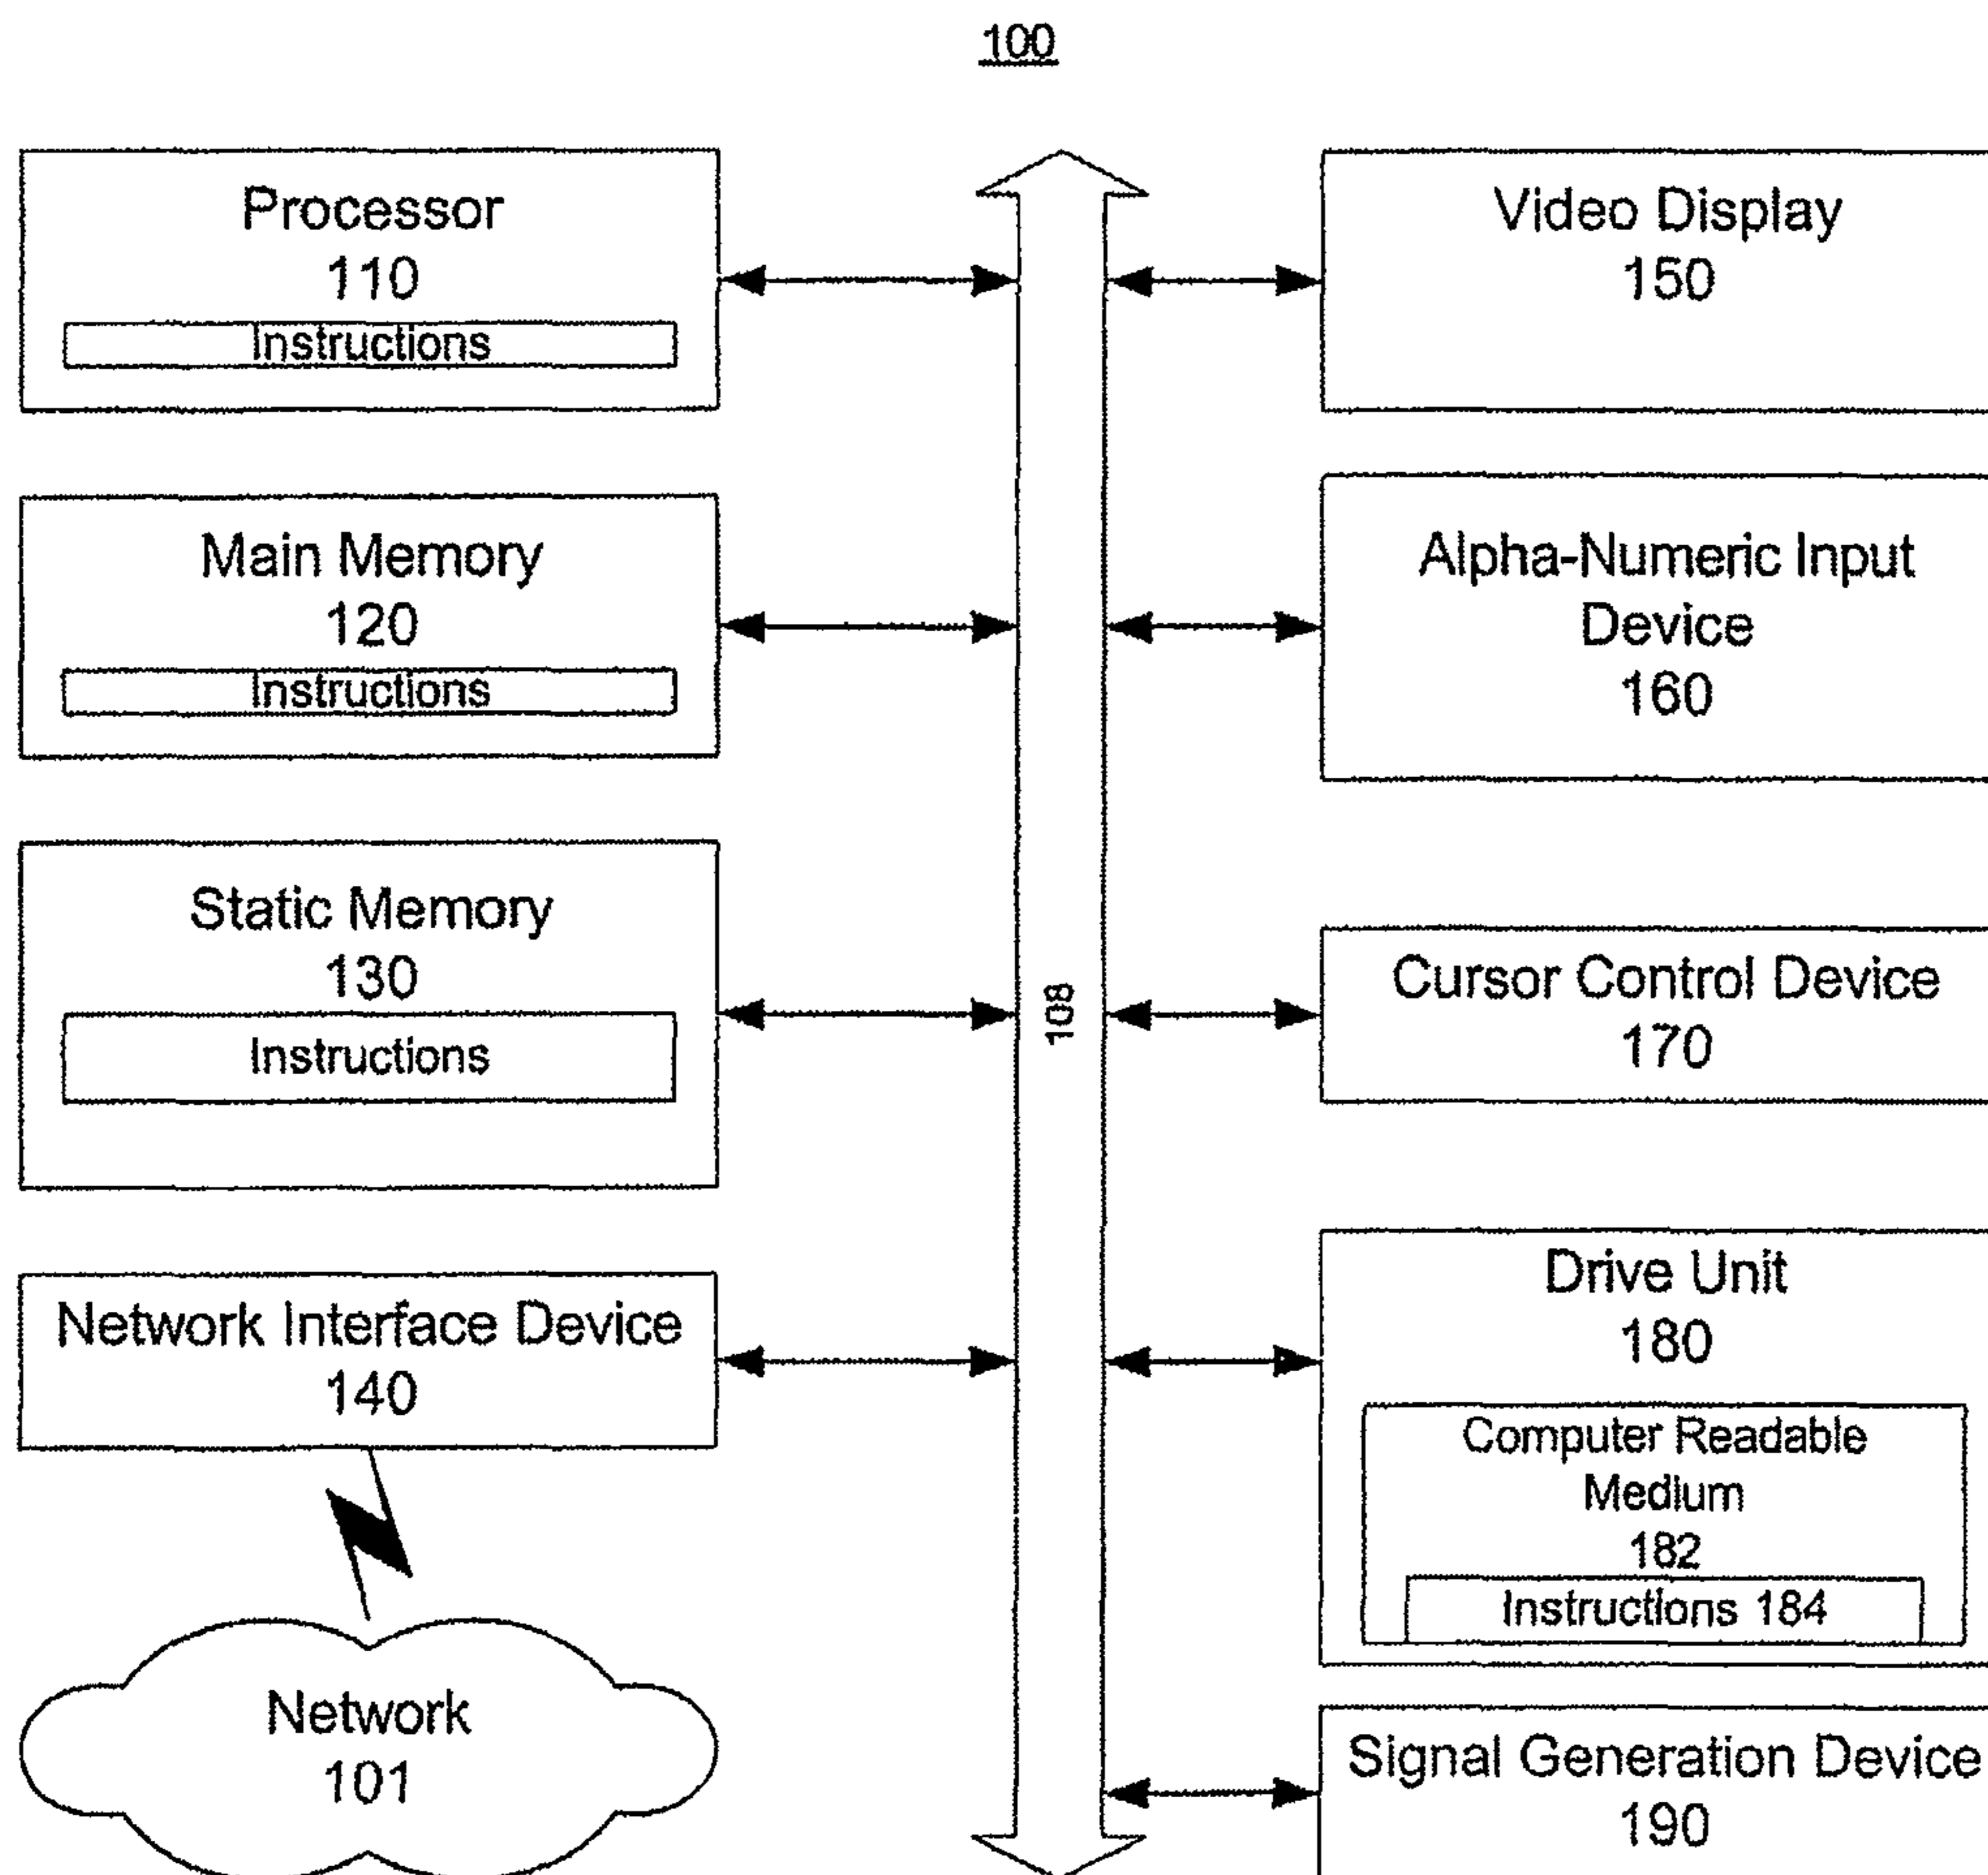 100
Processor
110
Instructions
Main Memory
120
Instructions
Static Memory
130
Instructions
Network Interface Device
140
Network
101
108
Video Display
150
Alpha-Numeric Input
Device
160
Cursor Control Device
170
Drive Unit
180
Computer Readable
Medium
182
Instructions 184
Signal Generation Device
190